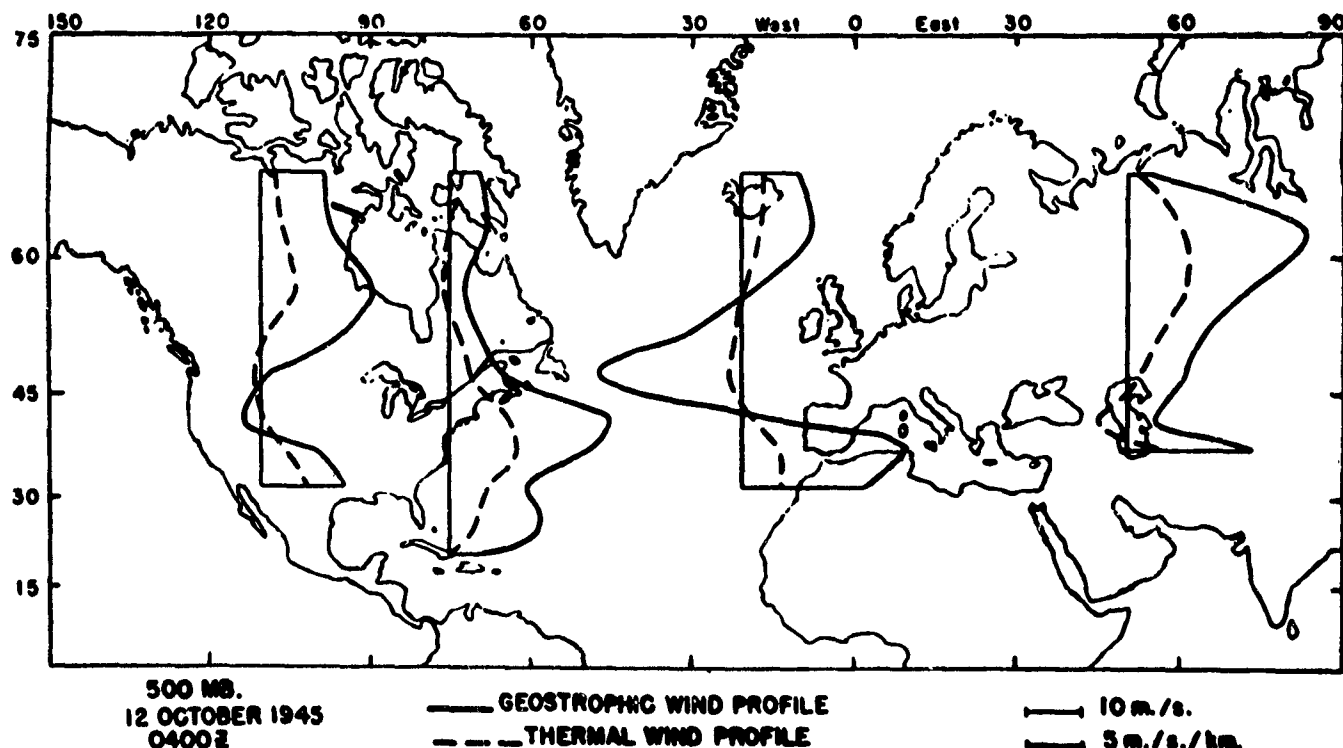 150 120 90 60 30 West 0 East 30 60 90
75
60
45
30
15
500 MB.
12 OCTOBER 1945
0400Z
GEOSTROPHIC WIND PROFILE
THERMAL WIND PROFILE
10 m./s.
5 m./s./km.